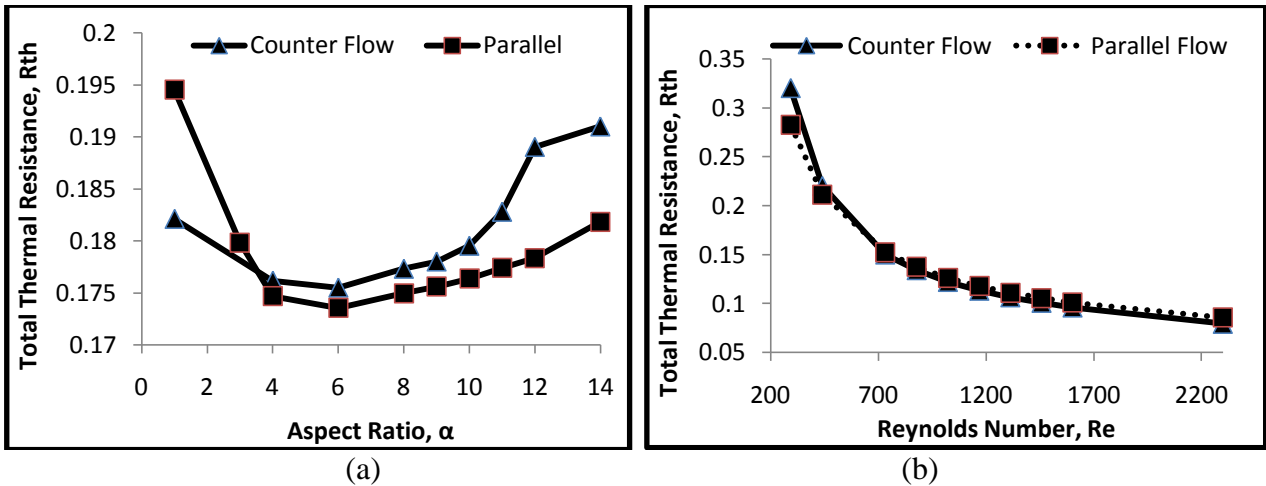 Counter Flow
Parallel
Total Thermal Resistance, Rth
0.2
0.195
0.19
0.185
0.18
0.175
0.17
0 2 4 6 8 10 12 14
Aspect Ratio, α
(a)
Counter Flow
Parallel Flow
Total Thermal Resistance, Rth
0.35
0.3
0.25
0.2
0.15
0.1
0.05
200 700 1200 1700 2200
Reynolds Number, Re
(b)